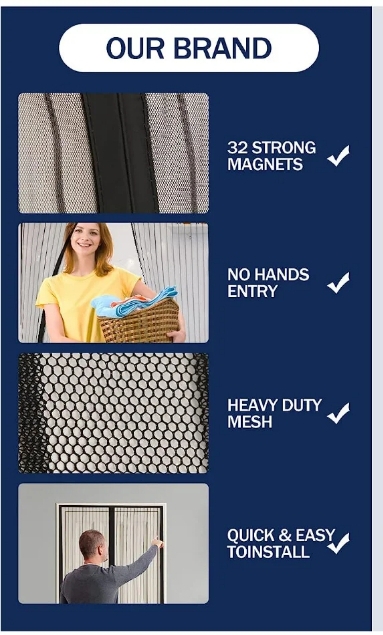 OUR BRAND
32 STRONG
MAGNETS
NO HANDS
ENTRY
HEAVY DUTY
MESH
QUICK & EASY
TOINSTALL